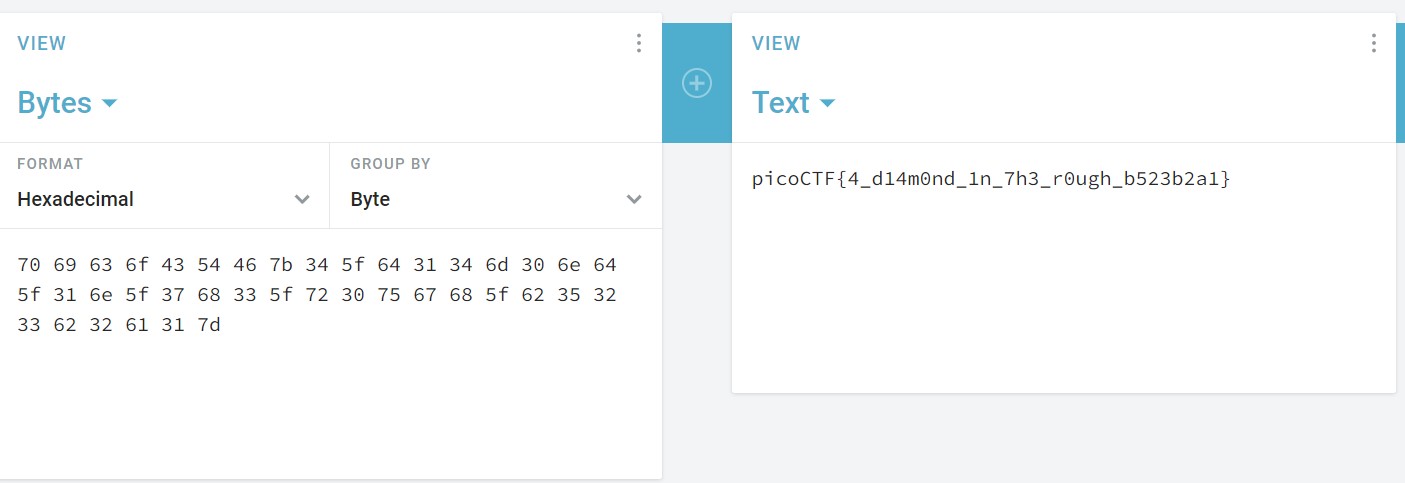 VIEW
Bytes
FORMAT
Hexadecimal
GROUP BY
Byte
70 69 63 6f 43 54 46 7b 34 5f 64 31 34 6d 30 6e 64
5f 31 6e 5f 37 68 33 5f 72 30 75 67 68 5f 62 35 32
33 62 32 61 31 7d
VIEW
Text
picoCTF{4_d14m0nd_1n_7h3_r0ugh_b523b2a1}